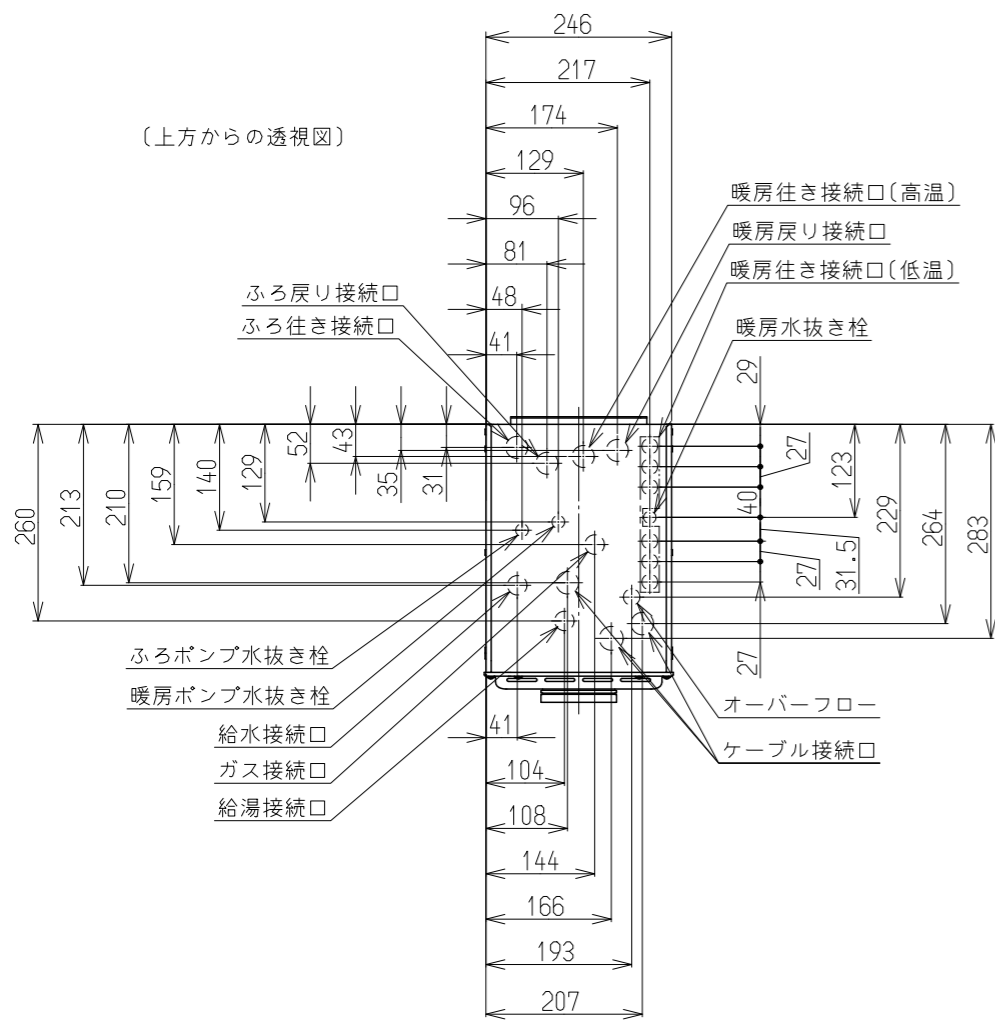 246
217
〔上方からの透視図〕
174
129
96
暖房往き接続口(高温)
81
暖房戻り接続口
ふろ戻り接続口
48
暖房往き接続口(低温)
ふろ往き接続口
41
暖房水抜き栓
29
52
43
35
31
27
123
40
229
264
283
31.5
27
27
260
213
210
159
140
129
ふろポンプ水抜き栓
暖房ポンプ水抜き栓
給水接続口
ガス接続口
給湯接続口
オーバーフロー
ケーブル接続口
41
104
108
144
166
193
207